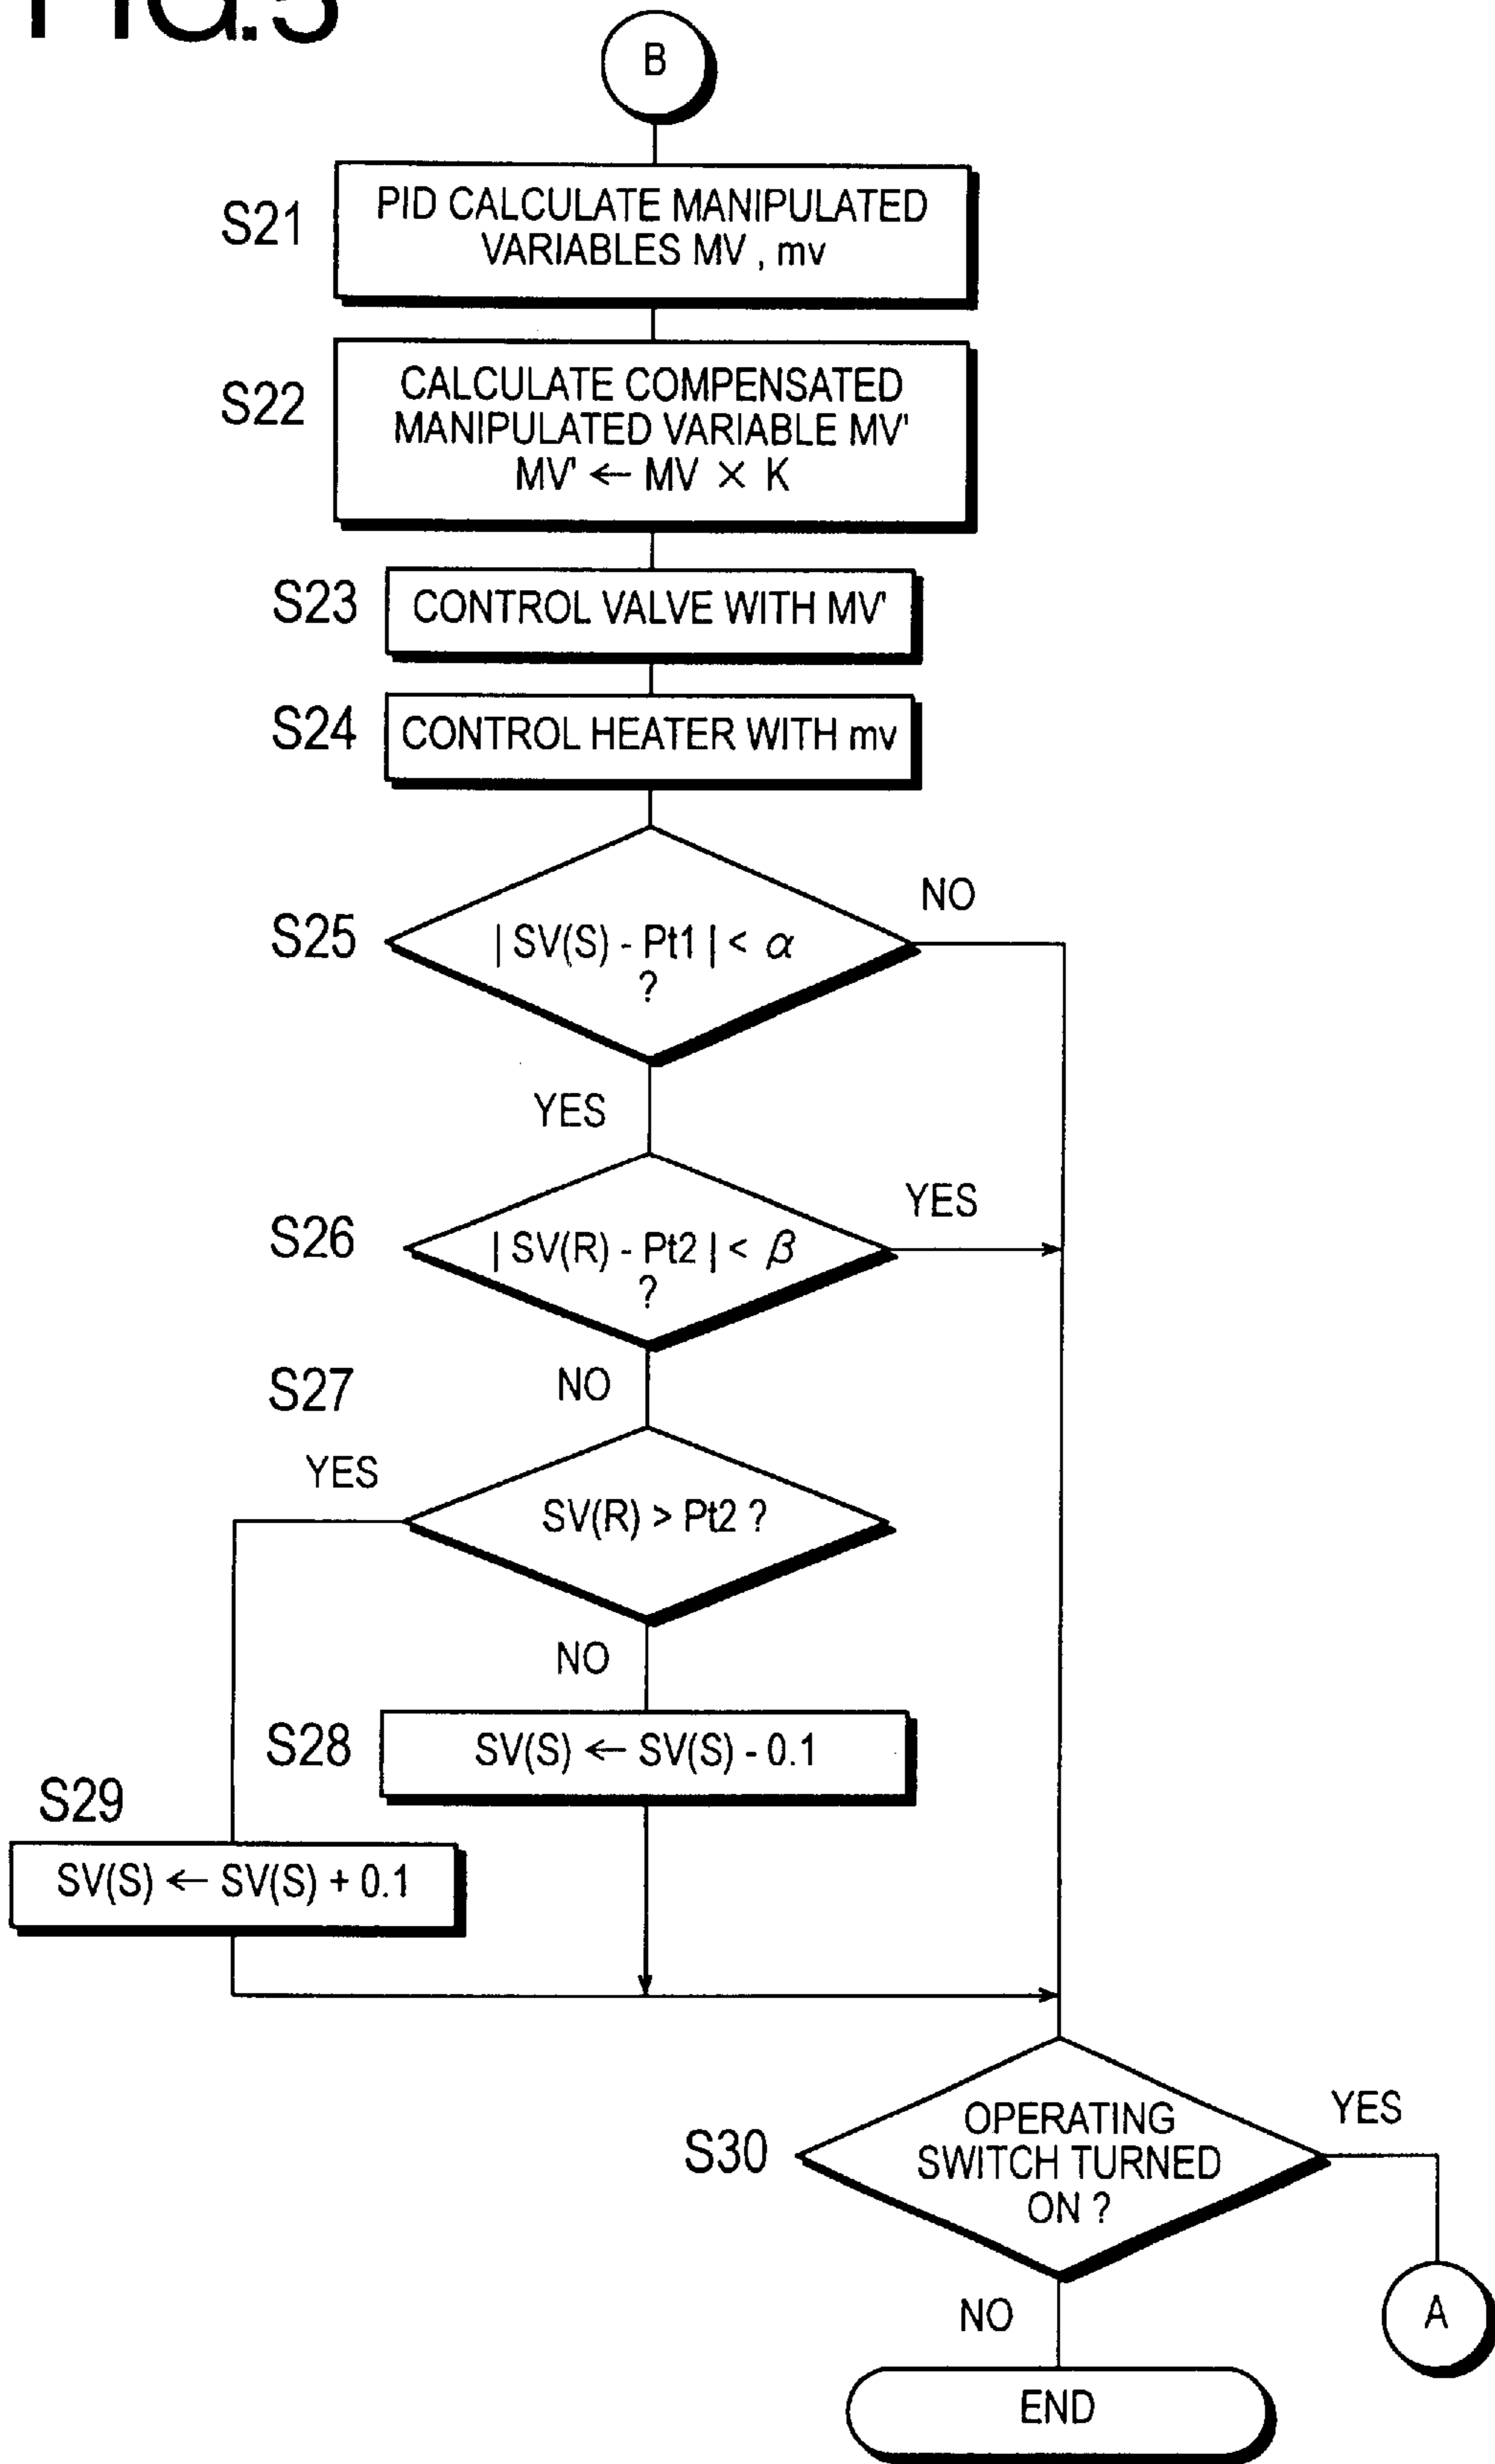 FIG.5
B
S21
PID CALCULATE MANIPULATED
VARIABLES MV , mv
S22
CALCULATE COMPENSATED
MANIPULATED VARIABLE MV'
MV' ← MV × K
S23
CONTROL VALVE WITH MV'
S24
CONTROL HEATER WITH mv
S25
| SV(S) - Pt1 | < α
?
NO
YES
S26
| SV(R) - Pt2 | < β
?
YES
NO
S27
YES
SV(R) > Pt2 ?
NO
S28
SV(S) ← SV(S) - 0.1
S29
SV(S) ← SV(S) + 0.1
S30
OPERATING
SWITCH TURNED
ON ?
YES
NO
A
END